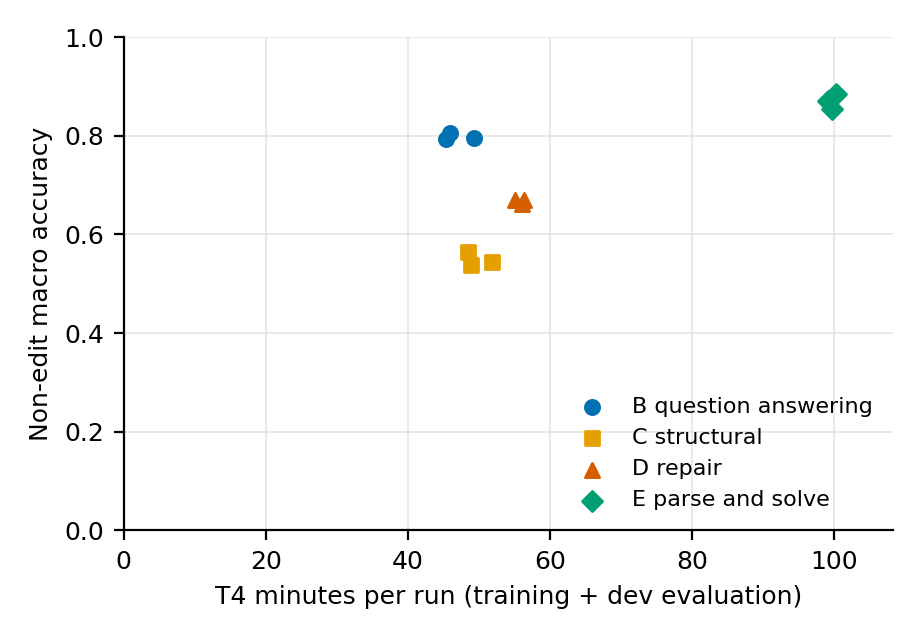 1.0
0.8
0.6
0.4
0.2
0.0
Non-edit macro accuracy
B question answering
C structural
D repair
E parse and solve
0 20 40 60 80 100
T4 minutes per run (training + dev evaluation)